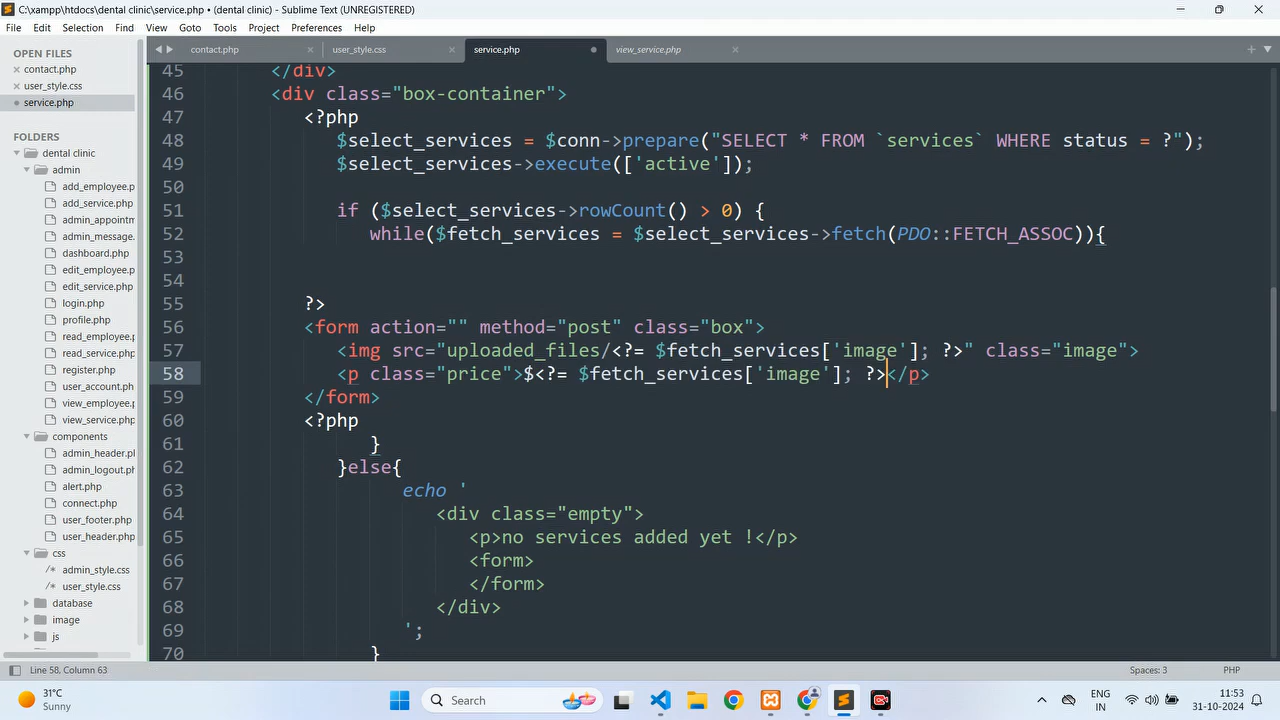 C:\xampp\htdocs\dental clinic\service.php • (dental clinic) - Sublime Text (UNREGISTERED)
File Edit Selection Find View Goto Tools Project Preferences Help
OPEN FILES
contact.php
user_style.css
service.php
FOLDERS
dental clinic
admin
add_employee.p
add_service.php
admin_appointm
admin_message.
dashboard.php
edit_employee.p
edit_service.php
login.php
profile.php
read_employee.p
read_service.php
register.php
user_account.ph
view_employee.p
view_service.php
components
admin_header.pl
admin_logout.ph
alert.php
connect.php
user_footer.php
user_header.php
css
admin_style.css
user_style.css
database
image
js
contact.php user_style.css service.php view_service.php
45 </div>
46 <div class="box-container">
47 <?php
48 $select_services = $conn->prepare("SELECT * FROM `services` WHERE status = ?");
49 $select_services->execute(['active']);
50
51 if ($select_services->rowCount() > 0) {
52 while($fetch_services = $select_services->fetch(PDO::FETCH_ASSOC)){
53
54
55 ?>
56 <form action="" method="post" class="box">
57 <img src="uploaded_files/<?= $fetch_services['image']; ?>" class="image">
58 <p class="price">$<?= $fetch_services['image']; ?></p>
59 </form>
60 <?php
61 }
62 }else{
63 echo '
64 <div class="empty">
65 <p>no services added yet !</p>
66 <form>
67 </form>
68 </div>
69 ';
70 }
Line 58, Column 63
Spaces: 3
PHP
31°C
Sunny
Search
ENG
IN
11:53
31-10-2024